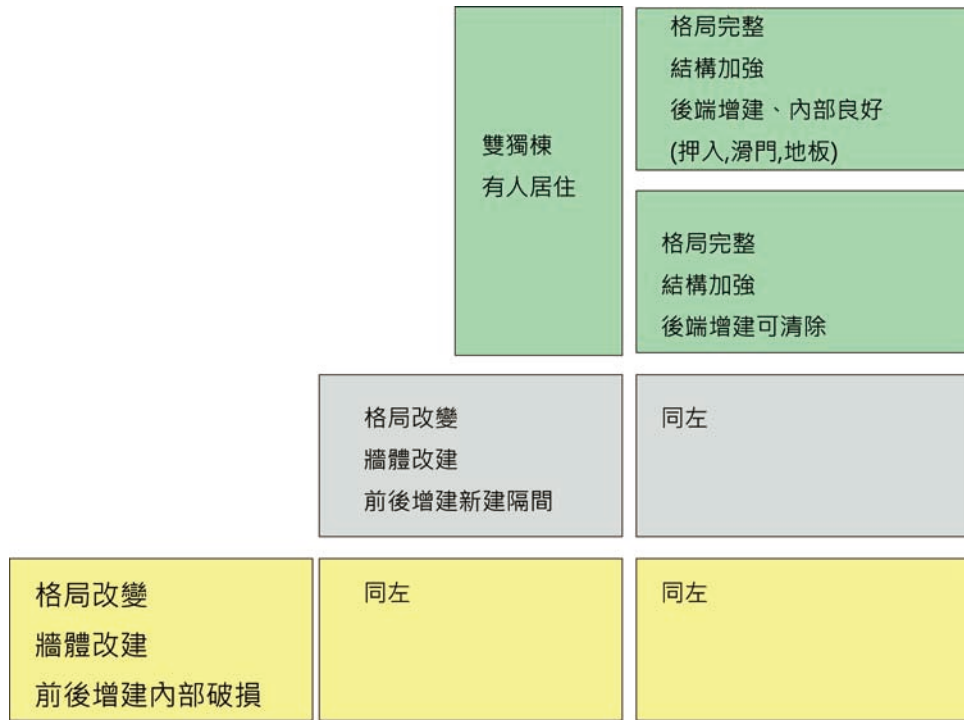 雙獨棟
有人居住
格局完整
結構加強
後端增建、內部良好
(押入,滑門,地板)
格局完整
結構加強
後端增建可清除
格局改變
牆體改建
前後增建新建隔間
同左
格局改變
牆體改建
前後增建內部破損
同左
同左